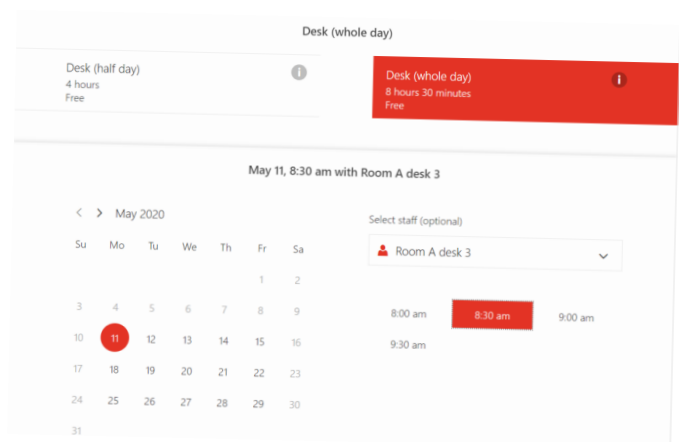 Desk (whole day)
Desk (half day)
4 hours
Free
i
Desk (whole day)
8 hours 30 minutes
Free
i
May 11, 8:30 am with Room A desk 3
< > May 2020
Su Mo Tu We Th Fr Sa
1 2
3 4 5 6 7 8 9
10 11 12 13 14 15 16
17 18 19 20 21 22 23
24 25 26 27 28 29 30
31
Select staff (optional)
Room A desk 3
8:00 am 8:30 am 9:00 am
9:30 am